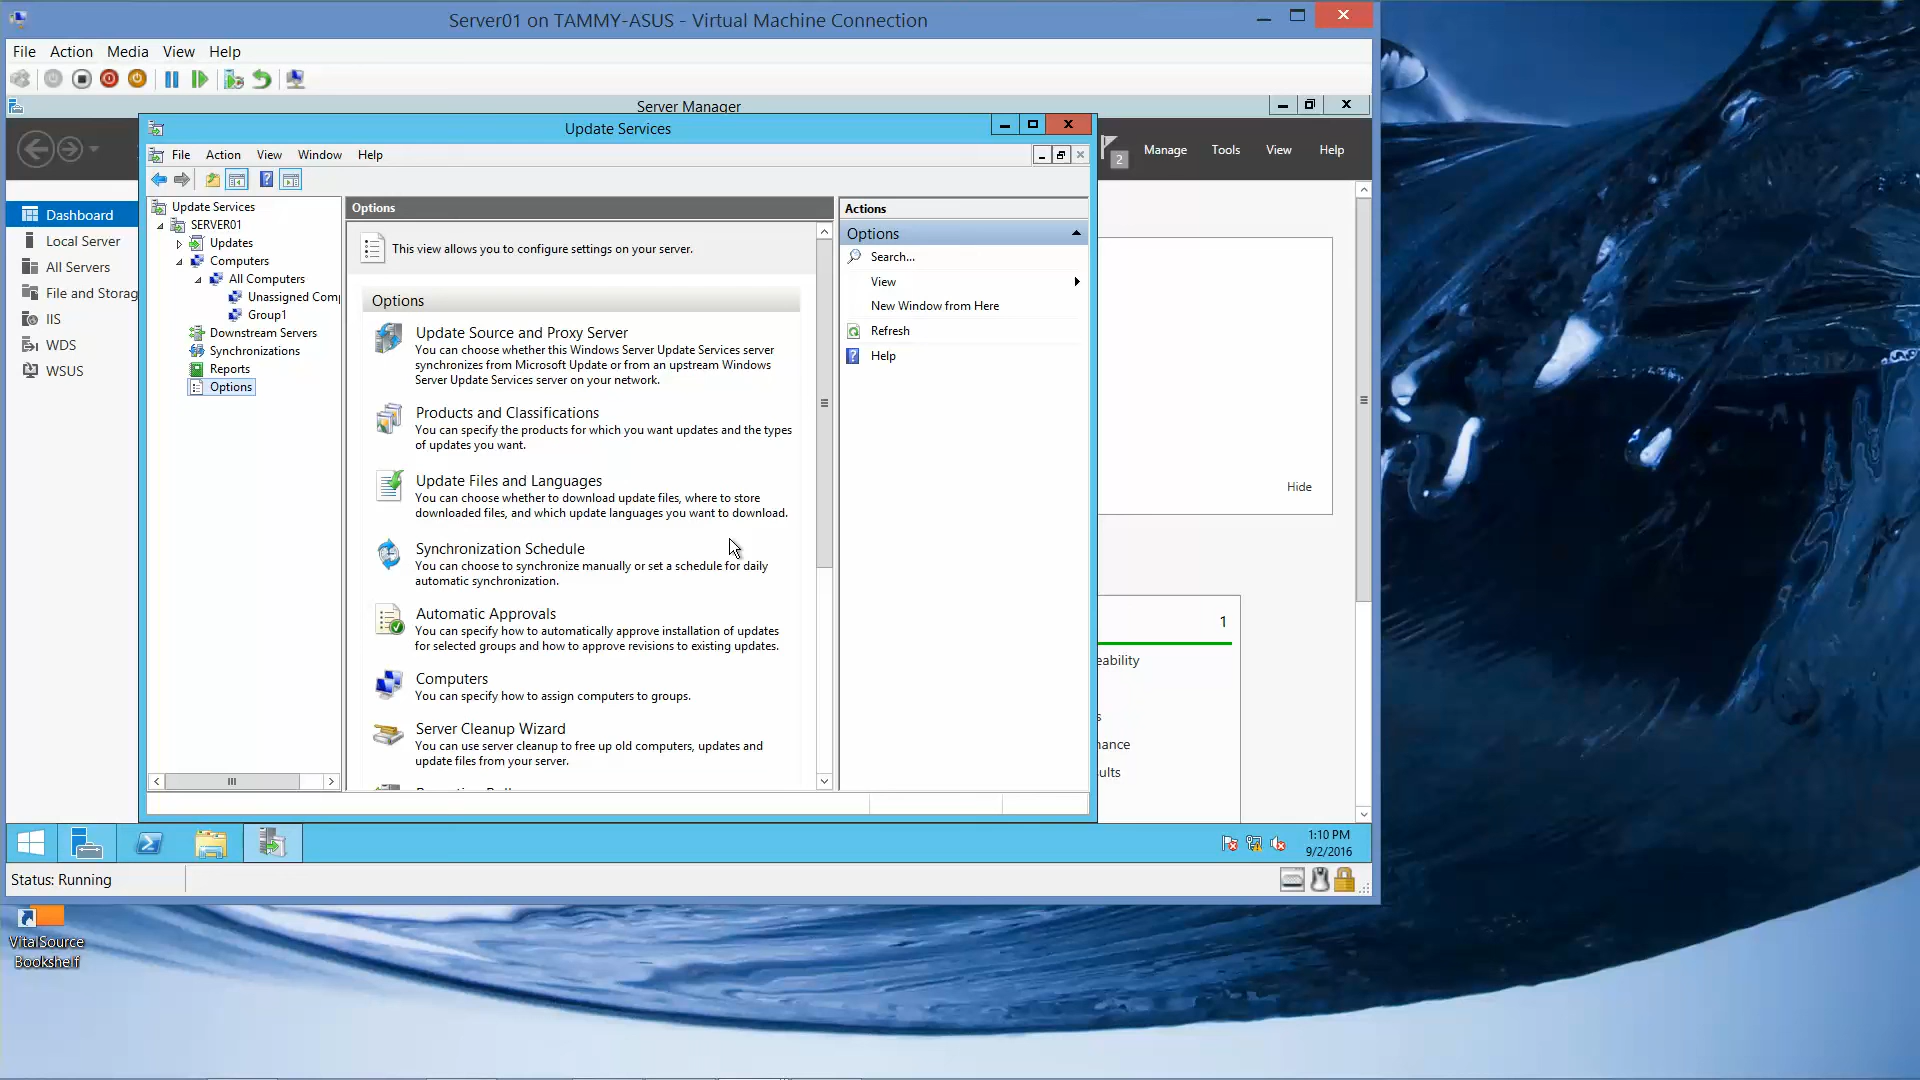 Server01 on TAMMY-ASUS - Virtual Machine Connection
File Action Media View Help
Server Manager
Manage Tools View Help
2
Dashboard
Local Server
All Servers
File and Storag
IIS
WDS
WSUS
Update Services
File Action View Window Help
Update Services
SERVER01
Updates
Computers
All Computers
Unassigned Com
Group1
Downstream Servers
Synchronizations
Reports
Options
Options
This view allows you to configure settings on your server.
Options
Update Source and Proxy Server
You can choose whether this Windows Server Update Services server
synchronizes from Microsoft Update or from an upstream Windows
Server Update Services server on your network.
Products and Classifications
You can specify the products for which you want updates and the types
of updates you want.
Update Files and Languages
You can choose whether to download update files, where to store
downloaded files, and which update languages you want to download.
Synchronization Schedule
You can choose to synchronize manually or set a schedule for daily
automatic synchronization.
Automatic Approvals
You can specify how to automatically approve installation of updates
for selected groups and how to approve revisions to existing updates.
Computers
You can specify how to assign computers to groups.
Server Cleanup Wizard
You can use server cleanup to free up old computers, updates and
update files from your server.
Actions
Options
Search...
View
New Window from Here
Refresh
Help
Hide
1
eability
s
nance
ults
1:10 PM
9/2/2016
Status: Running
VitalSource
Bookshelf